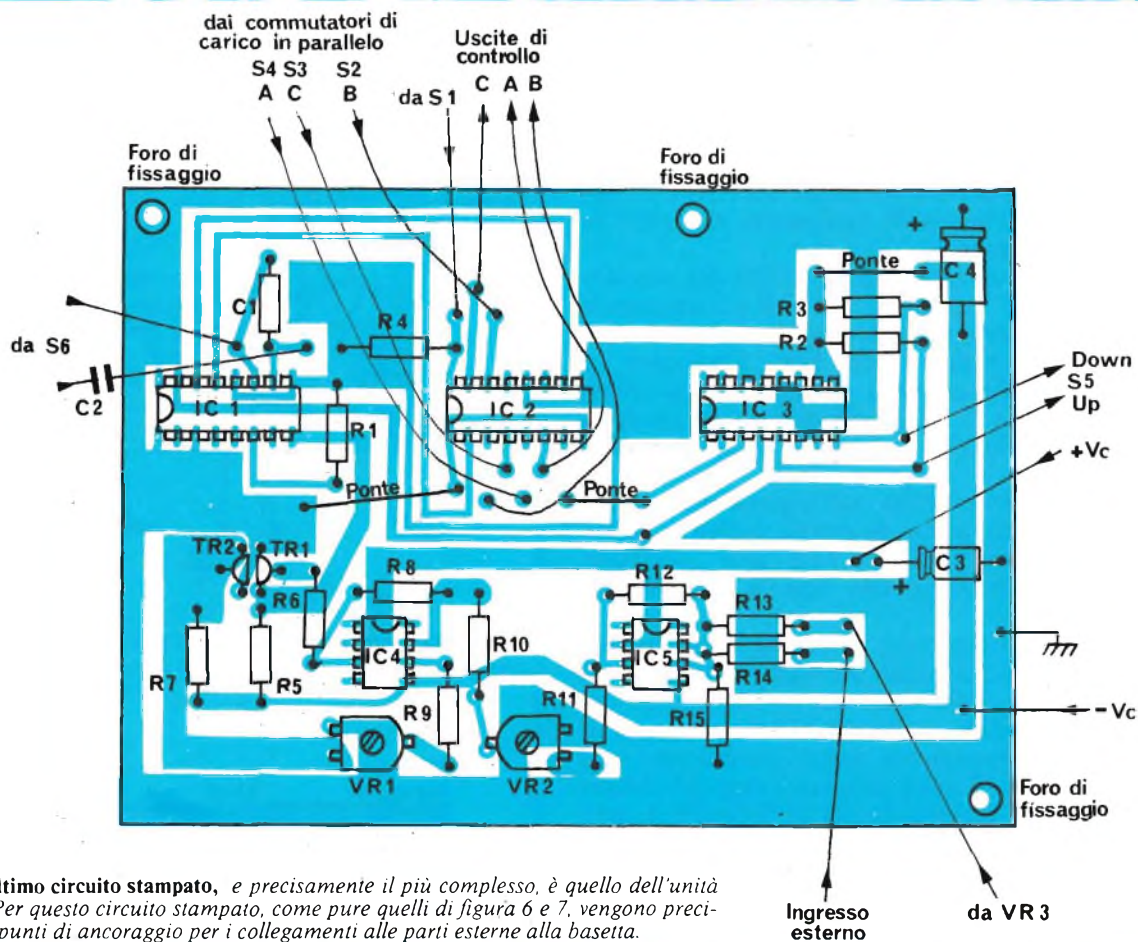 dai commutatori di
carico in parallelo
S4 S3 S2
A C B
da S1
Uscite di
controllo
C A B
Foro di
fissaggio
Foro di
fissaggio
+
Ponte
C4
C1
R4
R3
R2
da S6
C2
Down
S5
Up
IC 1
IC 2
IC 3
R1
+Vc
Ponte
Ponte
TR2 TR1
R8
R12
+
C3
R6
R13
R10
IC4
IC5
R14
R7
R5
R9
R11
R15
-Vc
VR1
VR2
Foro di
fissaggio
ltimo circuito stampato, e precisamente il più complesso, è quello dell'unità
Per questo circuito stampato, come pure quelli di figura 6 e 7, vengono preci-
punti di ancoraggio per i collegamenti alle parti esterne alla basetta.
Ingresso
esterno
da VR3